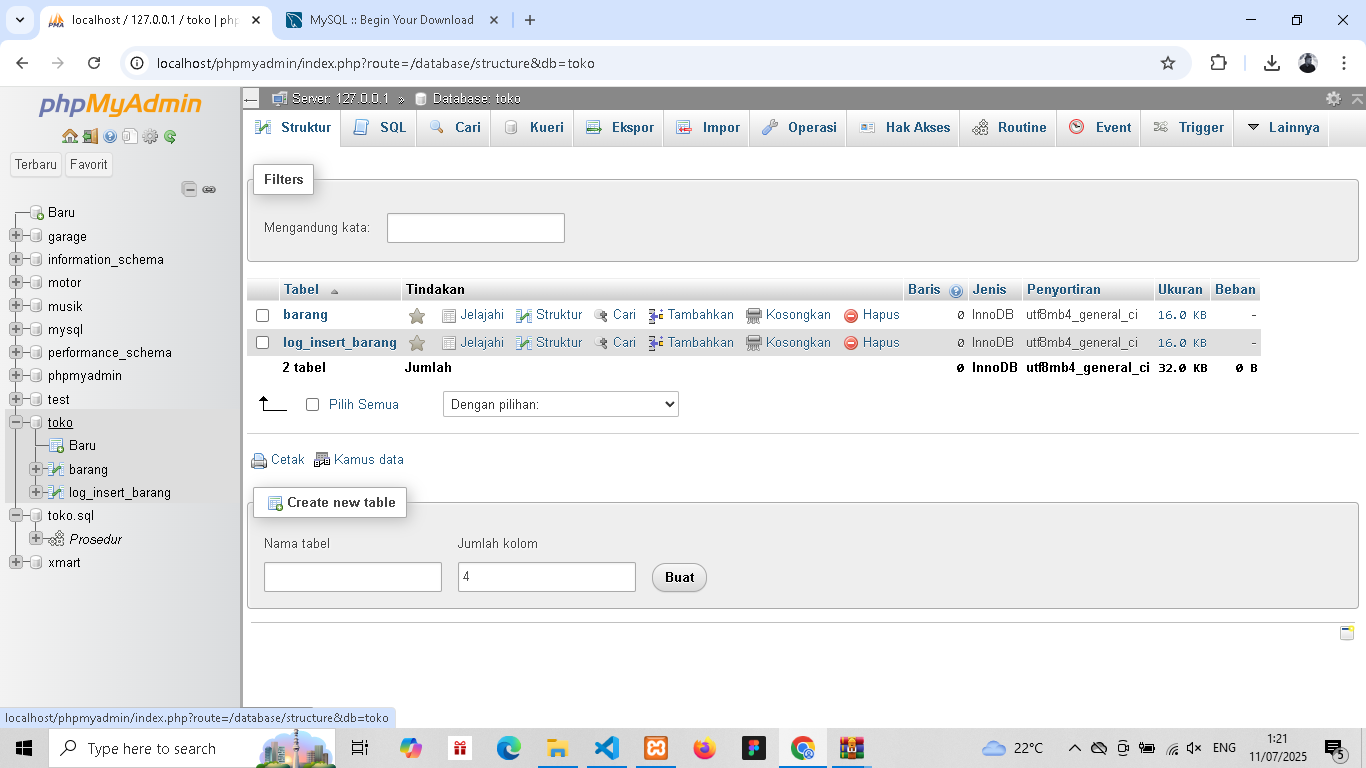 localhost / 127.0.0.1 / toko | php
MySQL :: Begin Your Download
localhost/phpmyadmin/index.php?route=/database/structure&db=toko
phpMyAdmin
Terbaru Favorit
Baru
garage
information_schema
motor
musik
mysql
performance_schema
phpmyadmin
test
toko
Baru
barang
log_insert_barang
toko.sql
Prosedur
xmart
Server: 127.0.0.1 » Database: toko
Struktur SQL Cari Kueri Ekspor Impor Operasi Hak Akses Routine Event Trigger Lainnya
Filters
Mengandung kata:
Tabel Tindakan Baris Jenis Penyortiran Ukuran Beban
barang Jelajahi Struktur Cari Tambahkan Kosongkan Hapus 0 InnoDB utf8mb4_general_ci 16.0 KB -
log_insert_barang Jelajahi Struktur Cari Tambahkan Kosongkan Hapus 0 InnoDB utf8mb4_general_ci 16.0 KB -
2 tabel Jumlah 0 InnoDB utf8mb4_general_ci 32.0 KB 0 B
Pilih Semua Dengan pilihan:
Cetak Kamus data
Create new table
Nama tabel Jumlah kolom
4 Buat
localhost/phpmyadmin/index.php?route=/database/structure&db=toko
Type here to search
22°C ENG 1:21
11/07/2025
5